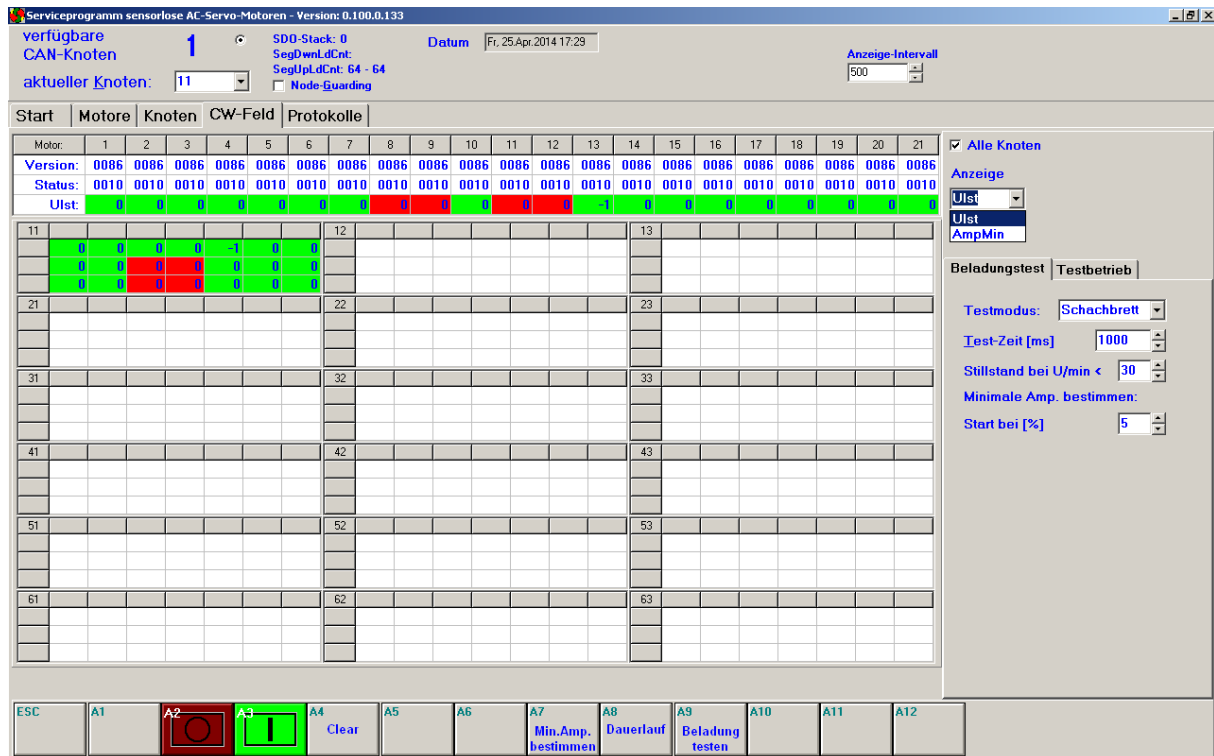 Serviceprogramm sensorlose AC-Servo-Motoren - Version: 0.100.0.133
verfügbare CAN-Knoten 1
SDO-Stack: 0
SegDwnLdCnt:
SegUpLdCnt: 64 - 64
Node-Guarding
Datum Fr, 25.Apr.2014 17:29
Anzeige-Intervall
500
aktueller Knoten: 11
Start Motore Knoten CW-Feld Protokolle
Motor: 1 2 3 4 5 6 7 8 9 10 11 12 13 14 15 16 17 18 19 20 21
Version: 0086 0086 0086 0086 0086 0086 0086 0086 0086 0086 0086 0086 0086 0086 0086 0086 0086 0086 0086 0086 0086
Status: 0010 0010 0010 0010 0010 0010 0010 0010 0010 0010 0010 0010 0010 0010 0010 0010 0010 0010 0010 0010 0010
UIst: 0 0 0 0 0 0 0 0 0 0 0 0 -1 0 0 0 0 0 0 0 0
11 12 13
0 0 0 0 -1 0 0
0 0 0 0 0 0 0
0 0 0 0 0 0 0
21 22 23
31 32 33
41 42 43
51 52 53
61 62 63
Alle Knoten
Anzeige
UIst
UIst
AmpMin
Beladungstest Testbetrieb
Testmodus: Schachbrett
Test-Zeit [ms] 1000
Stillstand bei U/min < 30
Minimale Amp. bestimmen:
Start bei [%] 5
ESC A1 A2 A3 A4 A5 A6 A7 A8 A9 A10 A11 A12
Clear
Min.Amp. bestimmen
Dauerlauf
Beladung testen